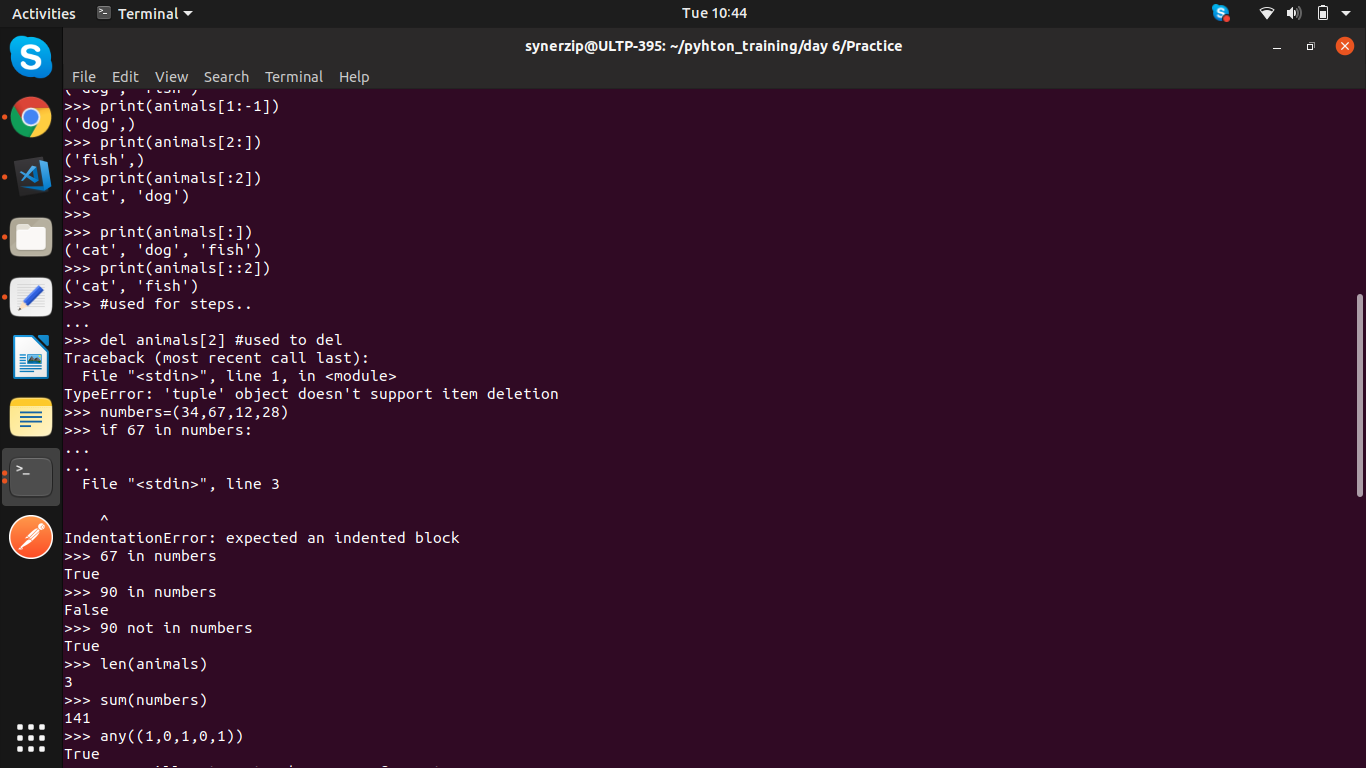 Activities
Terminal
Tue 10:44
synerzip@ULTP-395: ~/pyhton_training/day 6/Practice
File Edit View Search Terminal Help
('dog', 'fish')
>>> print(animals[1:-1])
('dog',)
>>> print(animals[2:])
('fish',)
>>> print(animals[:2])
('cat', 'dog')
>>>
>>> print(animals[:])
('cat', 'dog', 'fish')
>>> print(animals[::2])
('cat', 'fish')
>>> #used for steps..
...
>>> del animals[2] #used to del
Traceback (most recent call last):
  File "<stdin>", line 1, in <module>
TypeError: 'tuple' object doesn't support item deletion
>>> numbers=(34,67,12,28)
>>> if 67 in numbers:
...
...
  File "<stdin>", line 3
    ^
IndentationError: expected an indented block
>>> 67 in numbers
True
>>> 90 in numbers
False
>>> 90 not in numbers
True
>>> len(animals)
3
>>> sum(numbers)
141
>>> any((1,0,1,0,1))
True